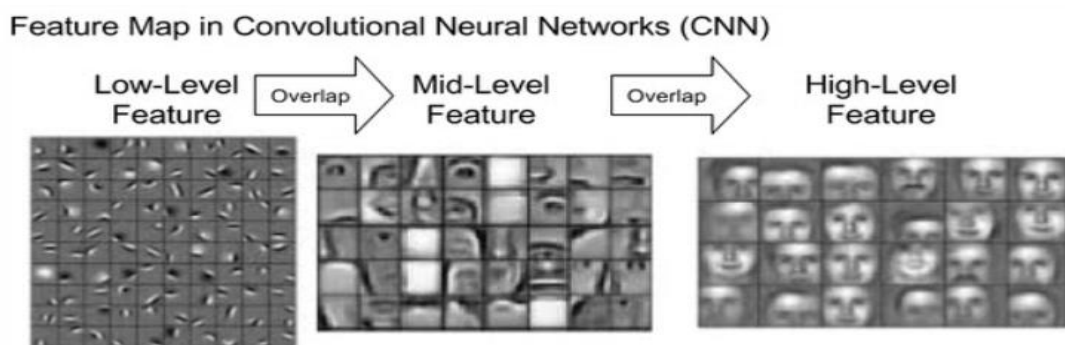 Feature Map in Convolutional Neural Networks (CNN)
Low-Level
Feature
Overlap
Mid-Level
Feature
Overlap
High-Level
Feature